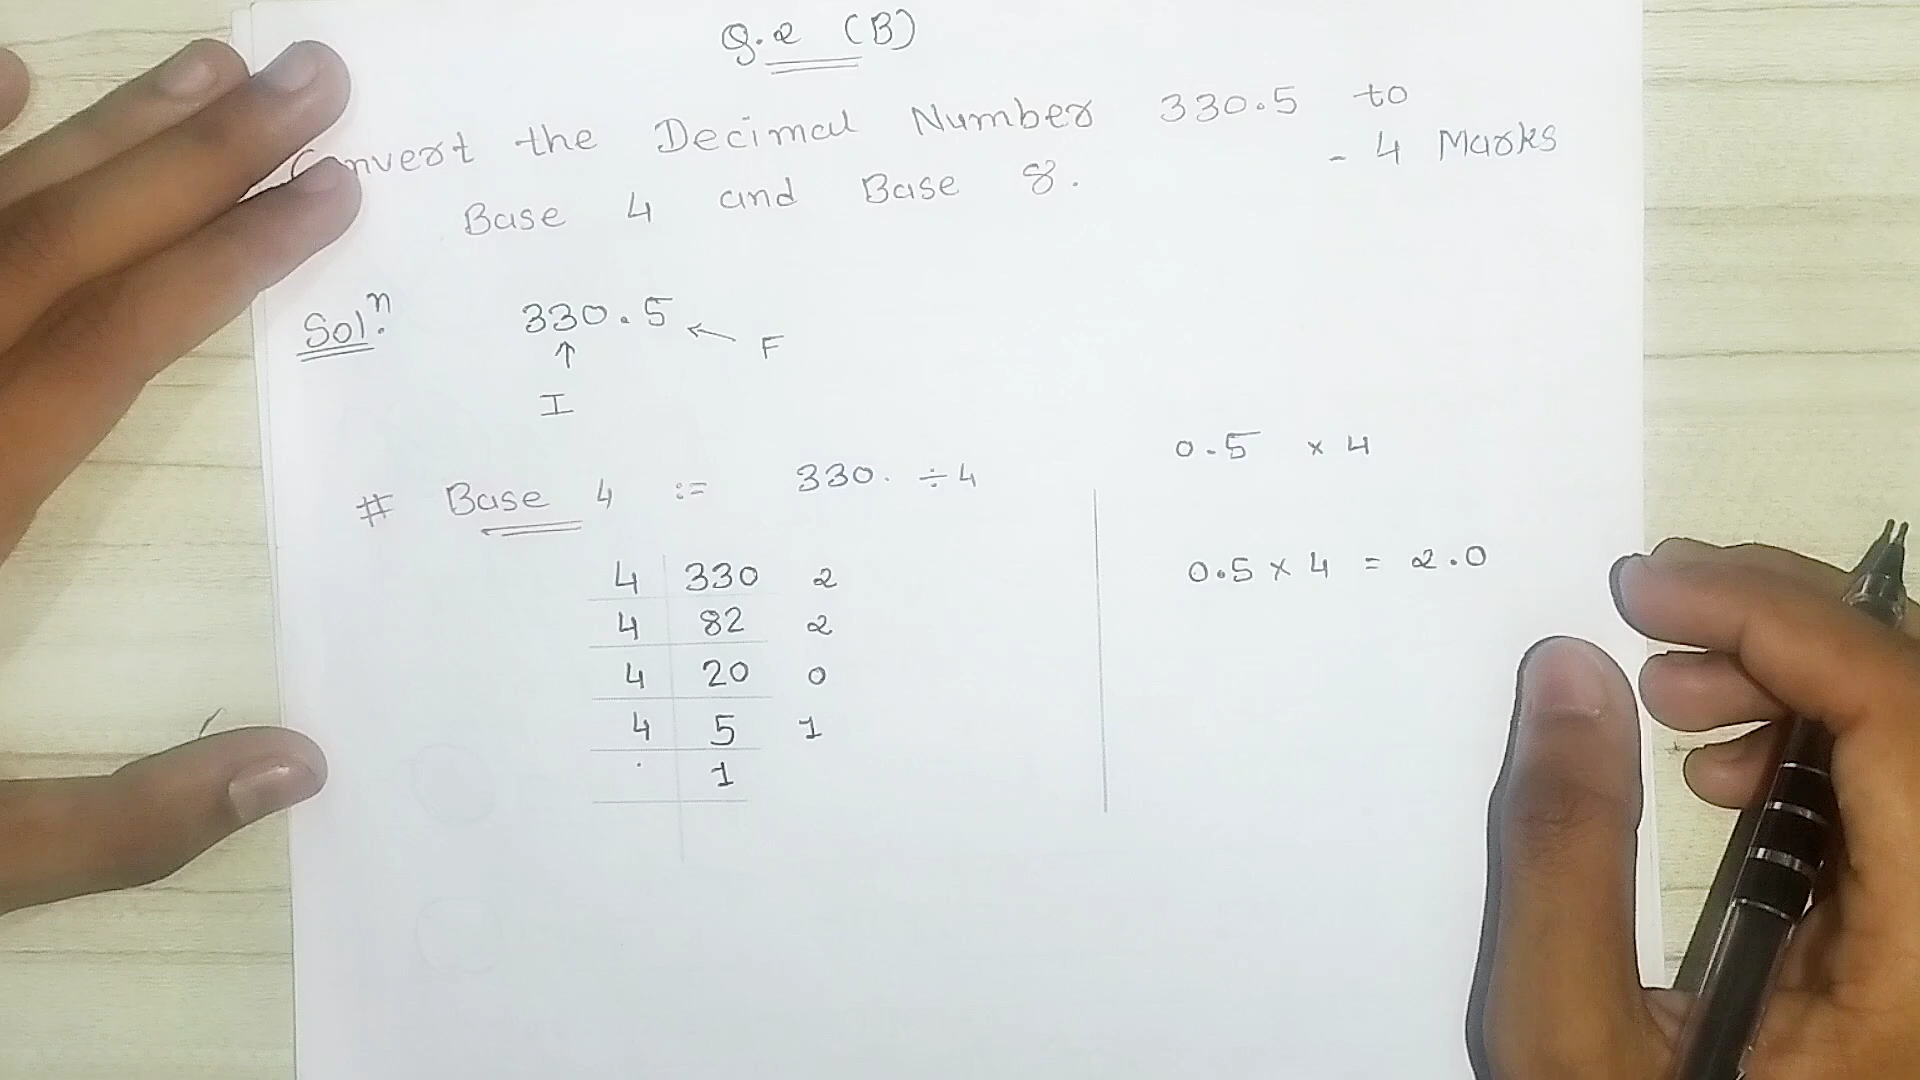 Q.2 (B)
Convert the Decimal Number 330.5 to
Base 4 and Base 8. - 4 Marks
Solⁿ. 330.5 ← F
↑
I
# Base 4 := 330. ÷ 4
0.5 × 4
4 330 2
4 82 2
4 20 0
4 5 1
1
0.5 × 4 = 2.0